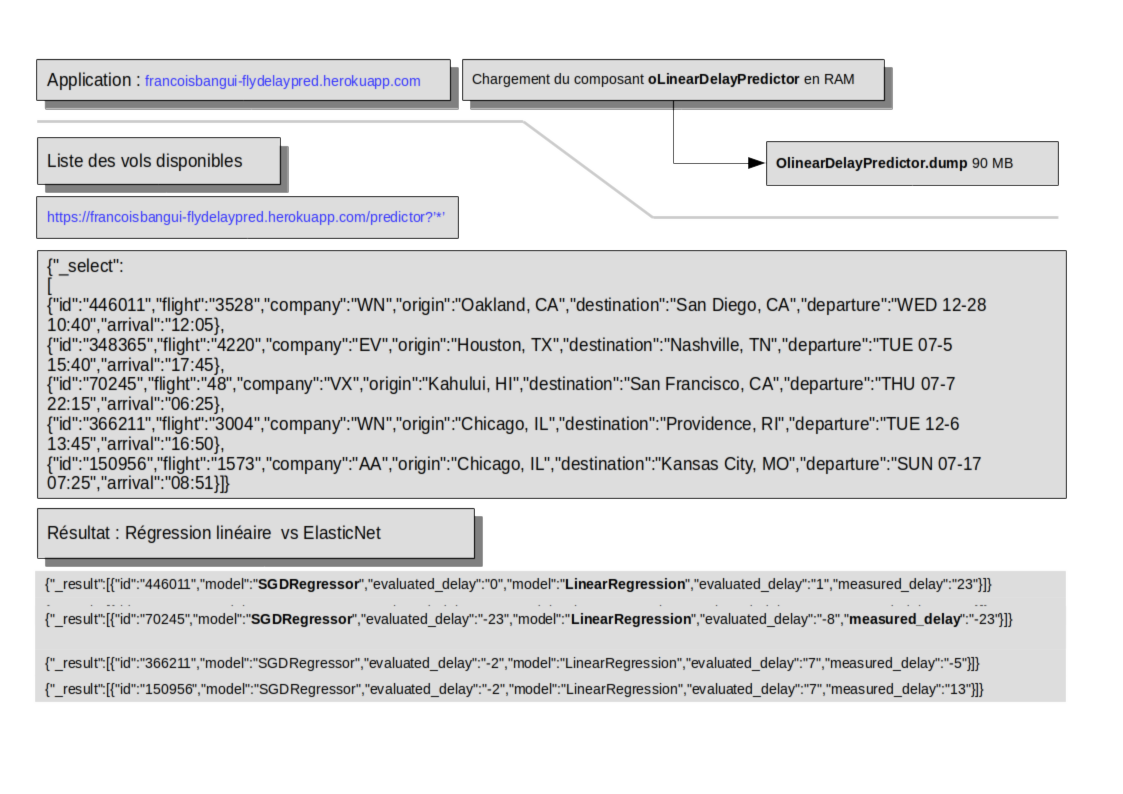 Application : francoisbangui-flydelaypred.herokuapp.com
Chargement du composant oLinearDelayPredictor en RAM
Liste des vols disponibles
OlinearDelayPredictor.dump 90 MB
https://francoisbangui-flydelaypred.herokuapp.com/predictor?'*'
{"_select":
[
{"id":"446011","flight":"3528","company":"WN","origin":"Oakland, CA","destination":"San Diego, CA","departure":"WED 12-28
10:40","arrival":"12:05},
{"id":"348365","flight":"4220","company":"EV","origin":"Houston, TX","destination":"Nashville, TN","departure":"TUE 07-5
15:40","arrival":"17:45},
{"id":"70245","flight":"48","company":"VX","origin":"Kahului, HI","destination":"San Francisco, CA","departure":"THU 07-7
22:15","arrival":"06:25},
{"id":"366211","flight":"3004","company":"WN","origin":"Chicago, IL","destination":"Providence, RI","departure":"TUE 12-6
13:45","arrival":"16:50},
{"id":"150956","flight":"1573","company":"AA","origin":"Chicago, IL","destination":"Kansas City, MO","departure":"SUN 07-17
07:25","arrival":"08:51}]}
Résultat : Régression linéaire vs ElasticNet
{"_result":[{"id":"446011","model":"SGDRegressor","evaluated_delay":"0","model":"LinearRegression","evaluated_delay":"1","measured_delay":"23"}]}
{"_result":[{"id":"70245","model":"SGDRegressor","evaluated_delay":"-23","model":"LinearRegression","evaluated_delay":"-8","measured_delay":"-23"}]}
{"_result":[{"id":"366211","model":"SGDRegressor","evaluated_delay":"-2","model":"LinearRegression","evaluated_delay":"7","measured_delay":"-5"}]}
{"_result":[{"id":"150956","model":"SGDRegressor","evaluated_delay":"-2","model":"LinearRegression","evaluated_delay":"7","measured_delay":"13"}]}